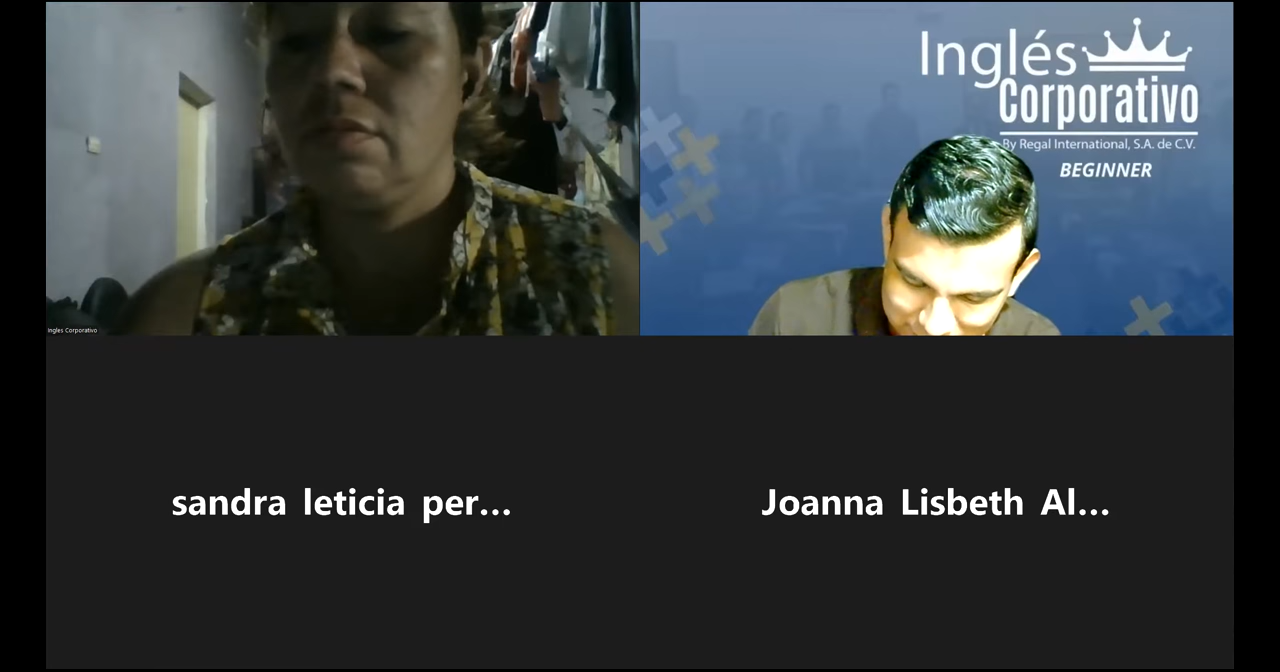 Inglés
Corporativo
By Regal International, S.A. de C.V.
BEGINNER
Ingles Corporativo
sandra leticia per...
Joanna Lisbeth Al...